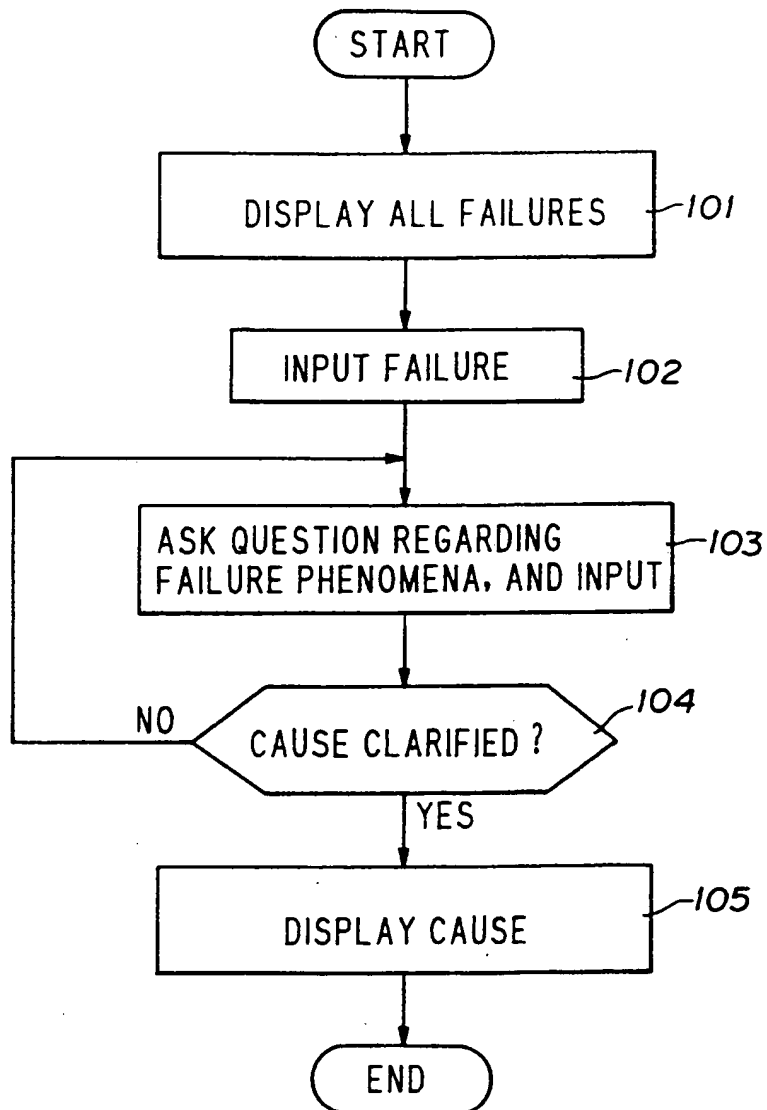 START
DISPLAY ALL FAILURES
101
INPUT FAILURE
102
ASK QUESTION REGARDING
FAILURE PHENOMENA, AND INPUT
103
CAUSE CLARIFIED ?
104
NO
YES
DISPLAY CAUSE
105
END